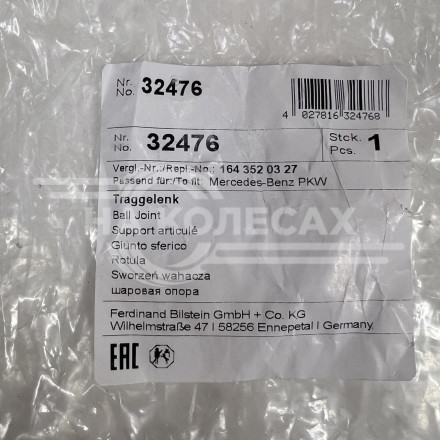 Nr.
No. 32476
4 027816 324768
Nr.
No. 32476 Stck. 1
Pcs.
Vergl.-Nr./Repl.-No.: 164 352 03 27
Passend für:/To fit: Mercedes-Benz PKW
Traggelenk
Ball Joint
Support articulé
Giunto sferico
Rotula
Sworzeń wahacza
шаровая опора
НА КОЛЕСАХ
Ferdinand Bilstein GmbH + Co. KG
Wilhelmstraße 47 I 58256 Ennepetal I Germany
EAC